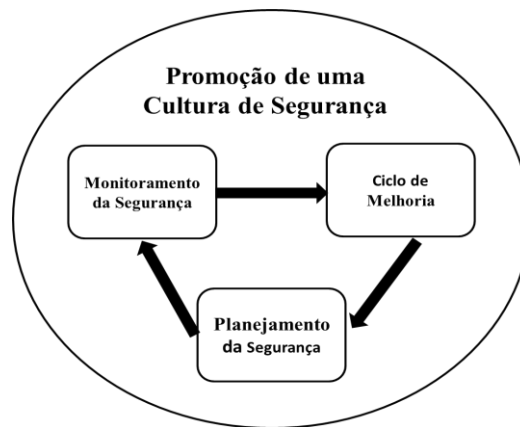 Promoção de uma
Cultura de Segurança
Monitoramento
da Segurança
Ciclo de
Melhoria
Planejamento
da Segurança